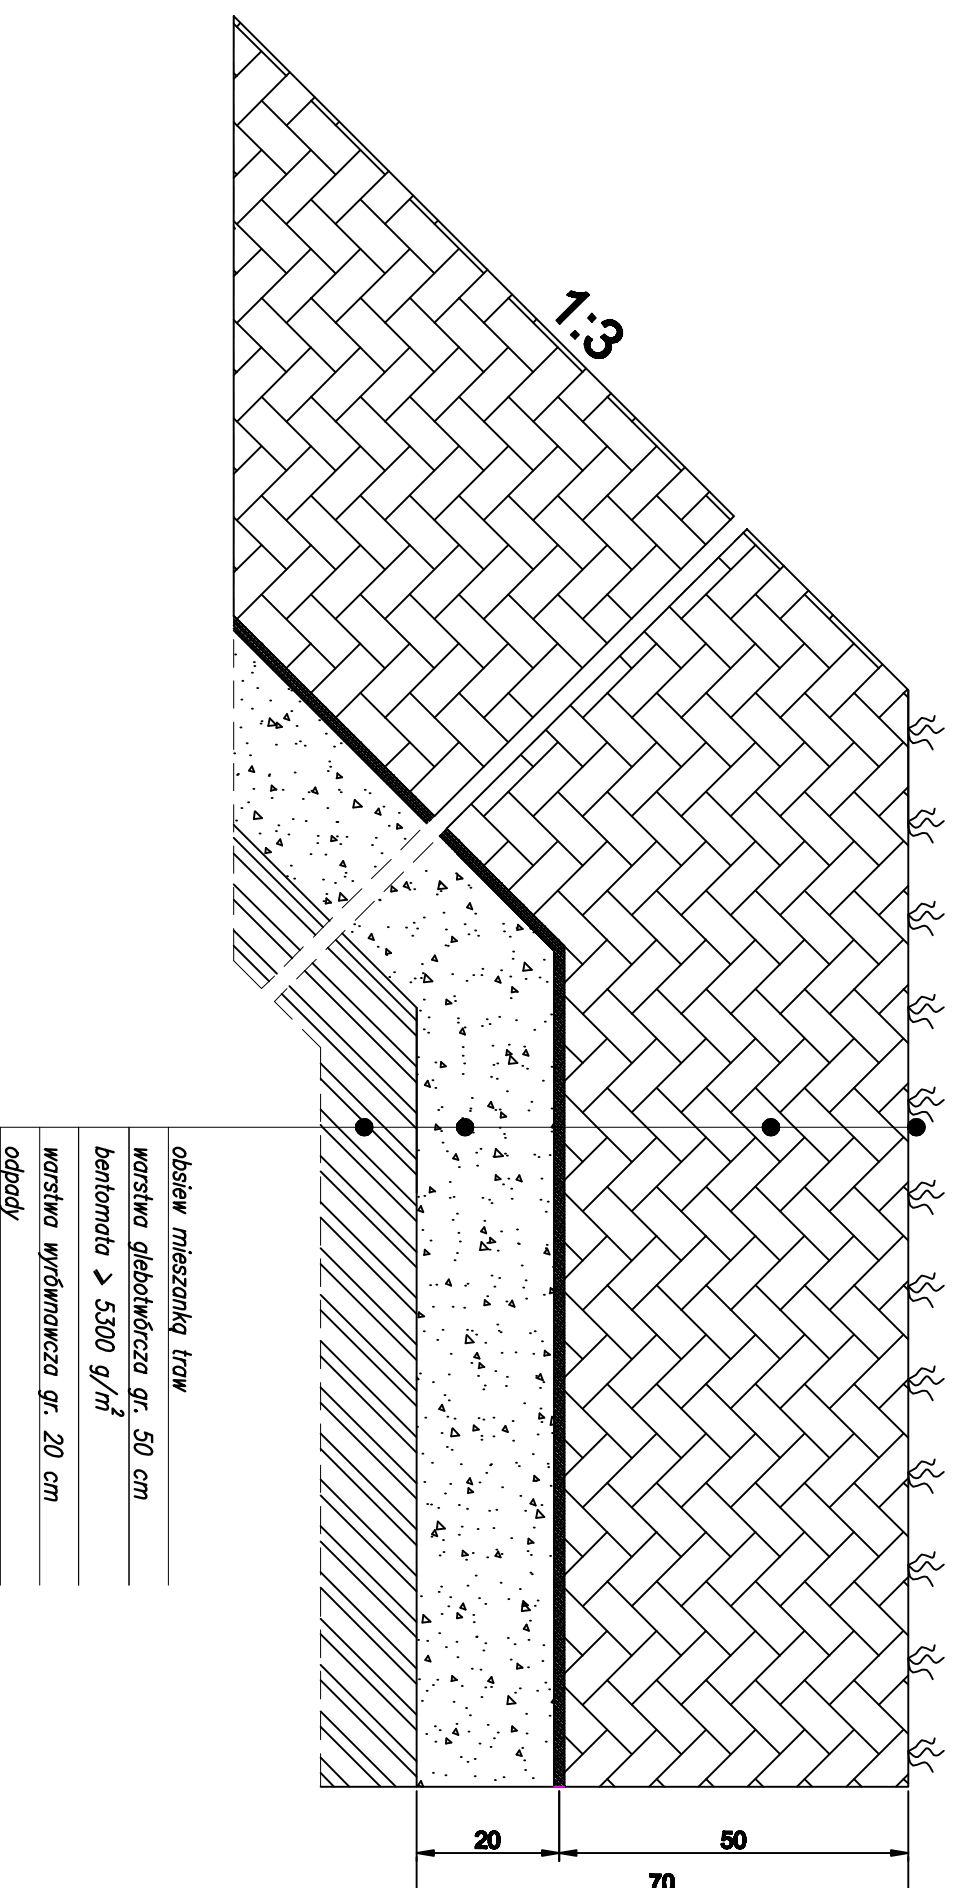 1:3
obsiew mieszanką traw
warstwa glebotwórcza gr. 50 cm
bentomata > 5300 g/m²
warstwa wyrównawcza gr. 20 cm
odpady
20
50
70